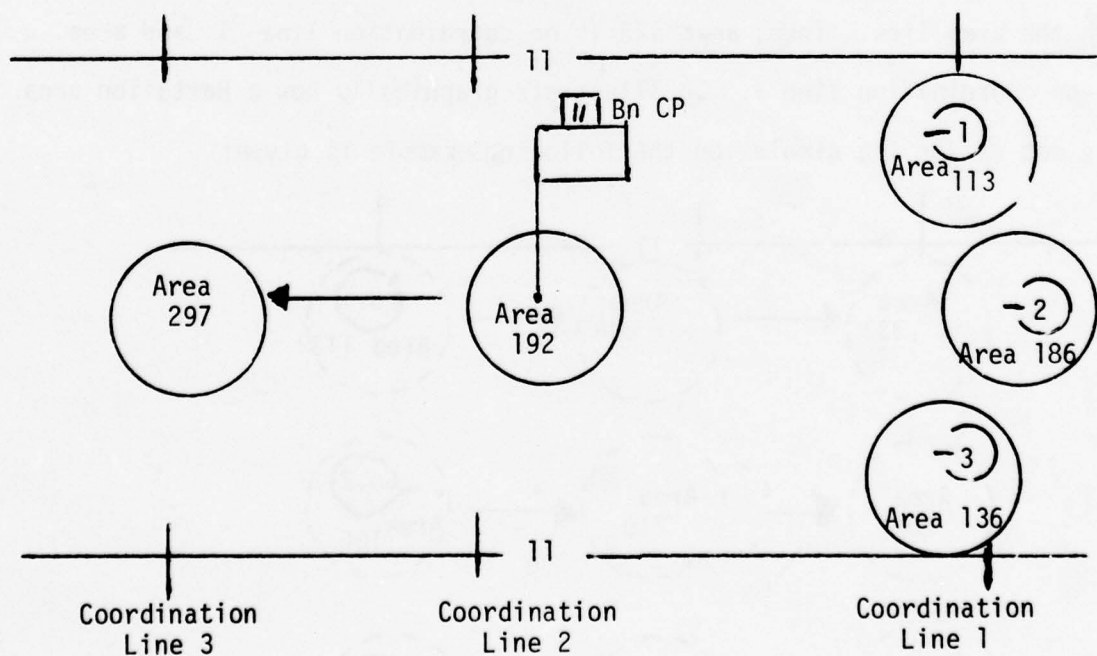 11
11 Bn CP
1
Area
113
Area
297
Area
192
2
Area 186
3
Area 136
11
Coordination
Line 3
Coordination
Line 2
Coordination
Line 1